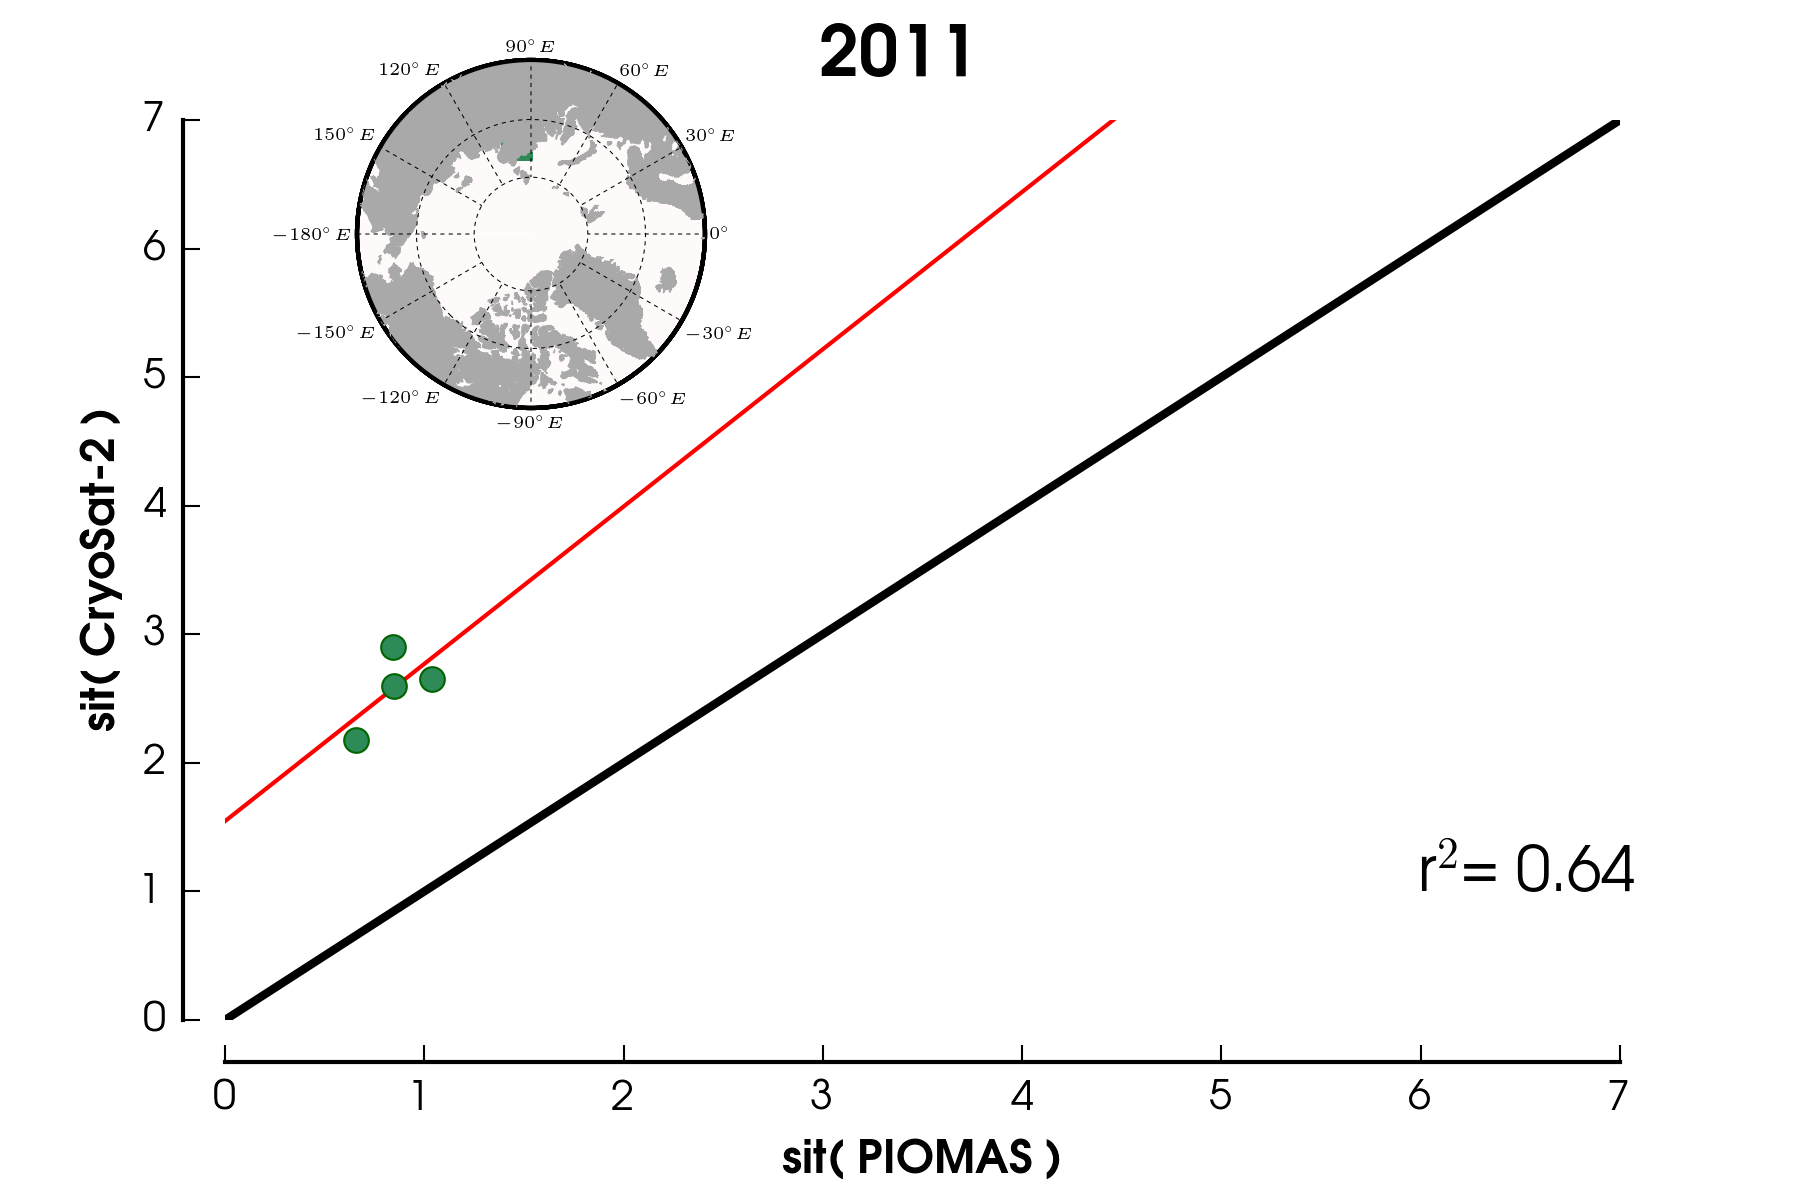 2011
90° E
120° E
60° E
150° E
30° E
−180° E
0°
−150° E
−30° E
−120° E
−60° E
−90° E
7
6
5
4
3
2
1
0
sit( CryoSat-2 )
r²= 0.64
0 1 2 3 4 5 6 7
sit( PIOMAS )